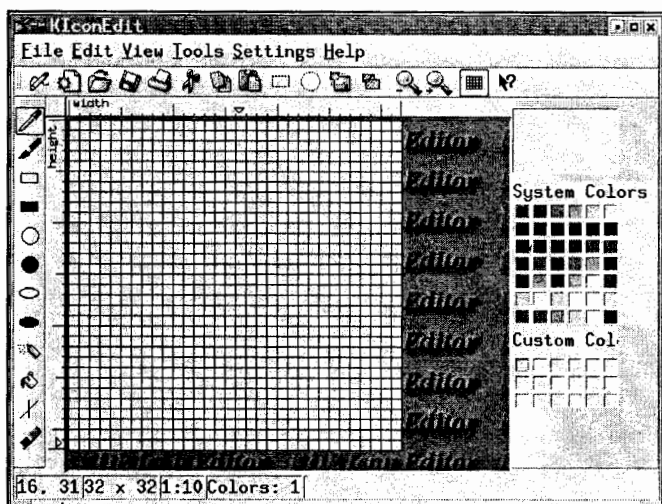 KIconEdit
File Edit View Tools Settings Help
width
height
Editor
Editor
Editor
Editor
Editor
Editor
Editor
Editor
Editor
System Colors
Custom Col
16, 31 32 x 32 1:10 Colors: 1